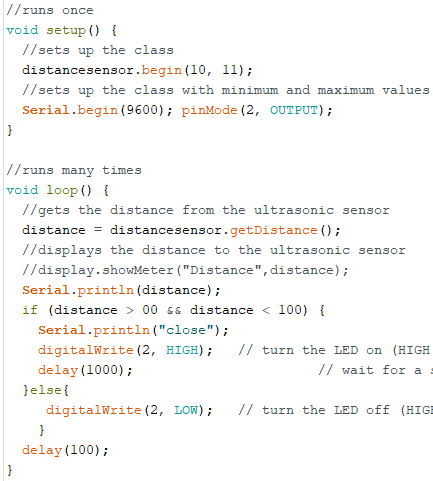 //runs once
void setup() {
  //sets up the class
  distancesensor.begin(10, 11);
  //sets up the class with minimum and maximum values
  Serial.begin(9600); pinMode(2, OUTPUT);
}

//runs many times
void loop() {
  //gets the distance from the ultrasonic sensor
  distance = distancesensor.getDistance();
  //displays the distance to the ultrasonic sensor
  //display.showMeter("Distance",distance);
  Serial.println(distance);
  if (distance > 00 && distance < 100) {
    Serial.println("close");
    digitalWrite(2, HIGH);   // turn the LED on (HIGH
    delay(1000);                       // wait for a
  }else{
     digitalWrite(2, LOW);   // turn the LED off (HIGH
    }
  delay(100);
}